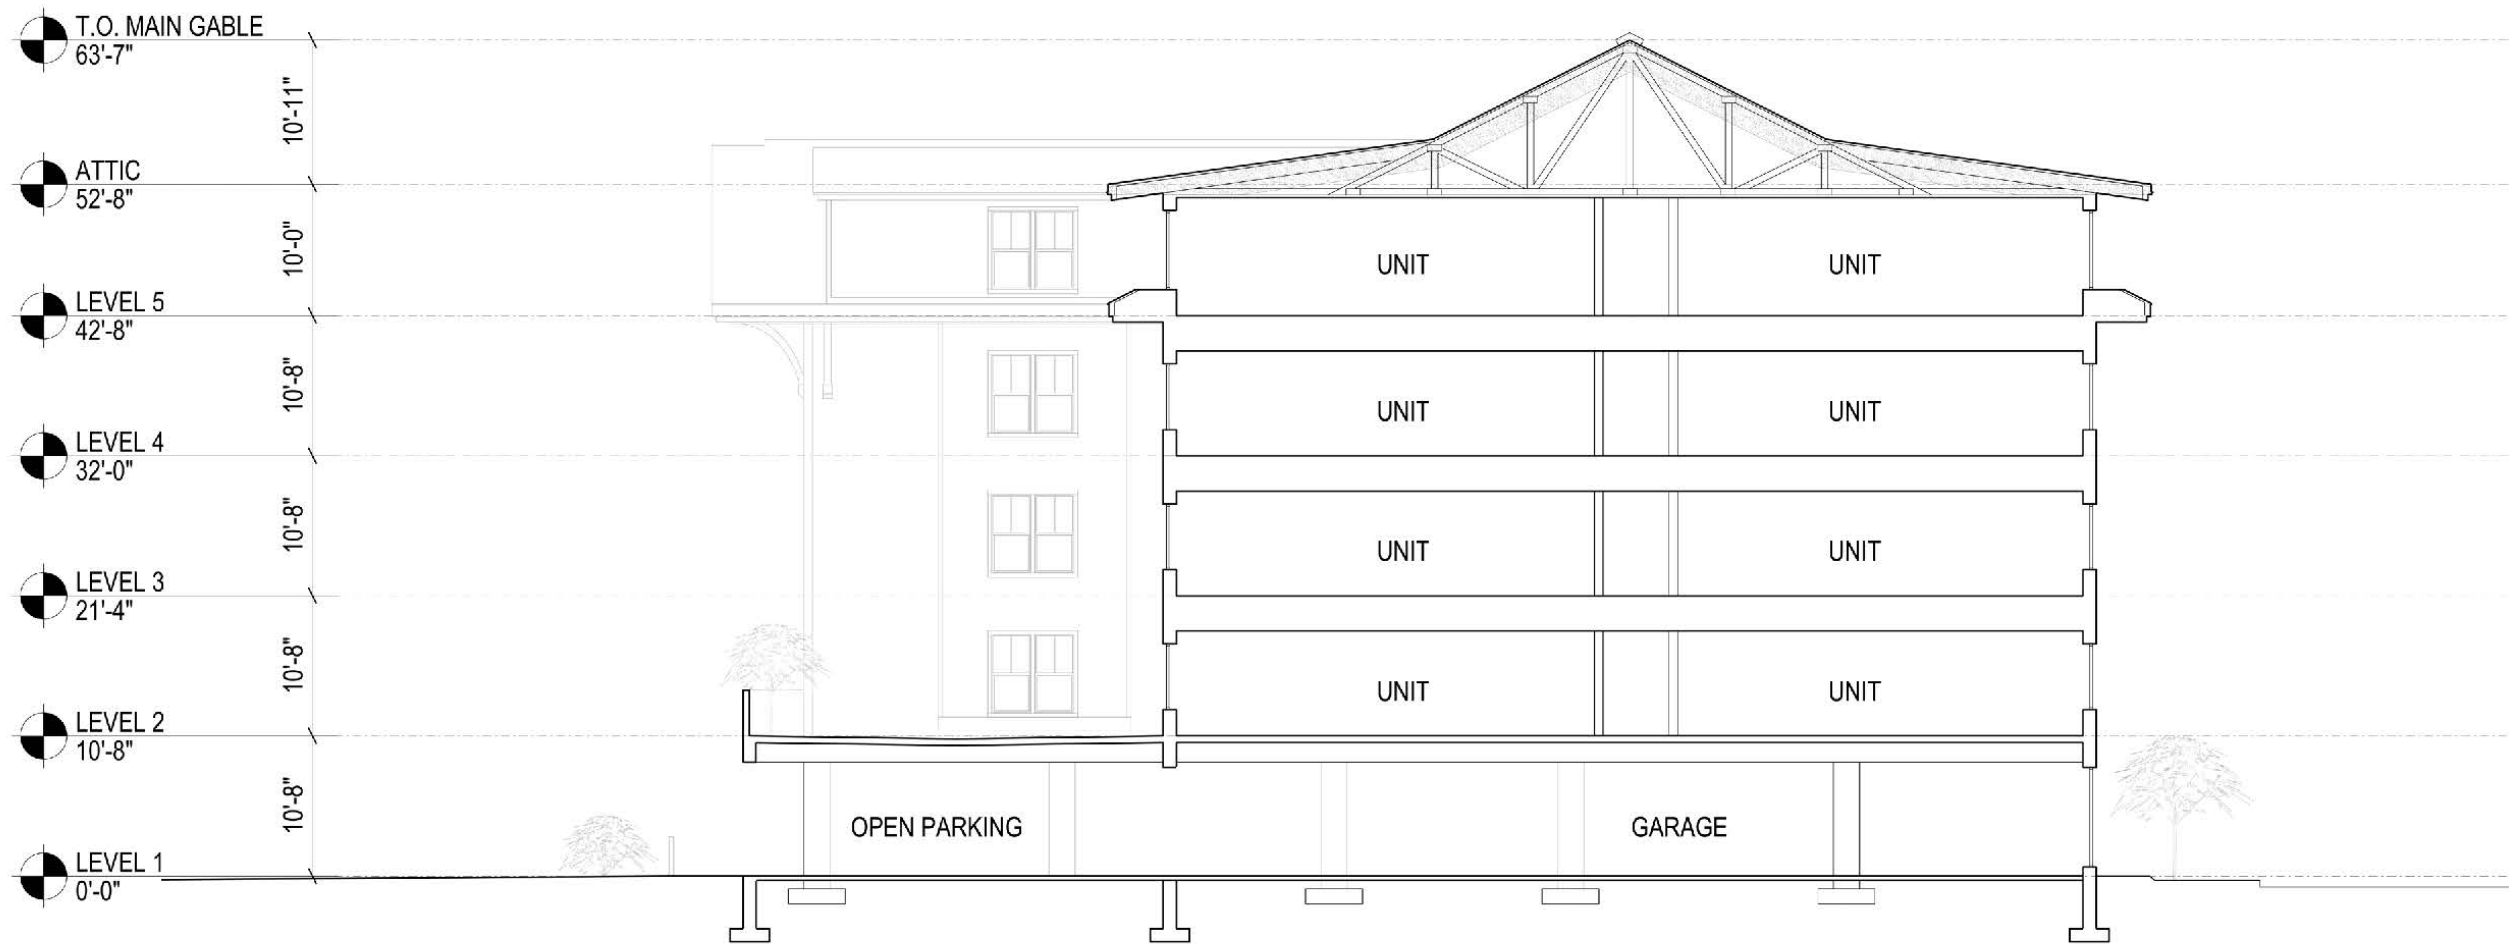 T.O. MAIN GABLE
63'-7"
10'-11"
ATTIC
52'-8"
10'-0"
UNIT UNIT
LEVEL 5
42'-8"
10'-8"
UNIT UNIT
LEVEL 4
32'-0"
10'-8"
UNIT UNIT
LEVEL 3
21'-4"
10'-8"
UNIT UNIT
LEVEL 2
10'-8"
10'-8"
OPEN PARKING GARAGE
LEVEL 1
0'-0"